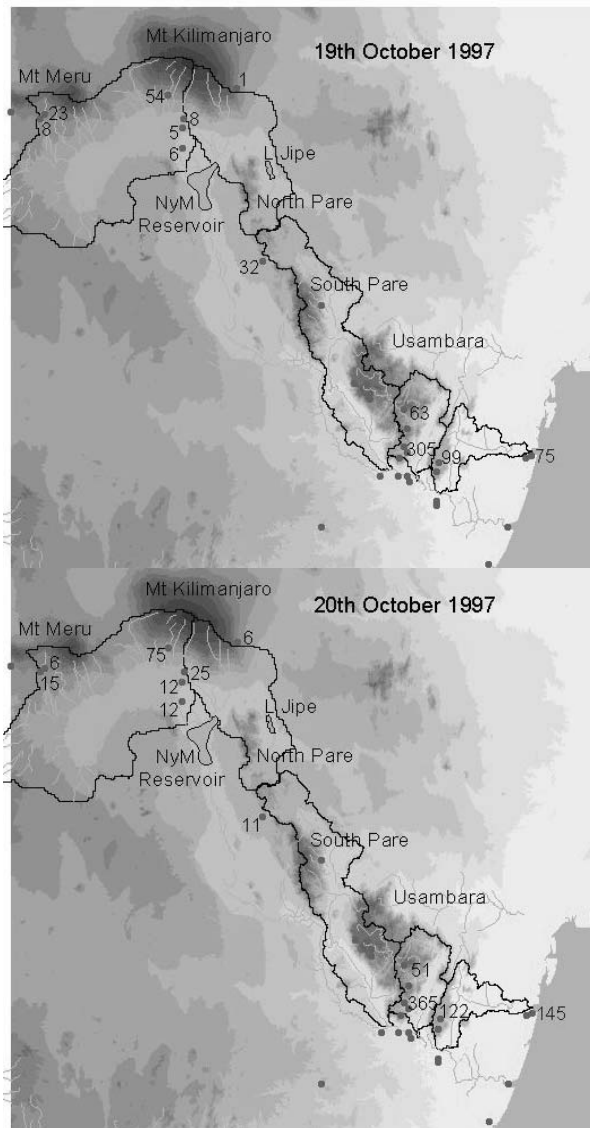 Mt Kilimanjaro
19th October 1997
Mt Meru
1
54
23
8
8
5
6
L Jipe
NyM
Reservoir
North Pare
32
South Pare
Usambara
63
305
99
75
Mt Kilimanjaro
20th October 1997
Mt Meru
6
75
6
15
25
12
12
L Jipe
NyM
Reservoir
North Pare
11
South Pare
Usambara
51
365
122
145